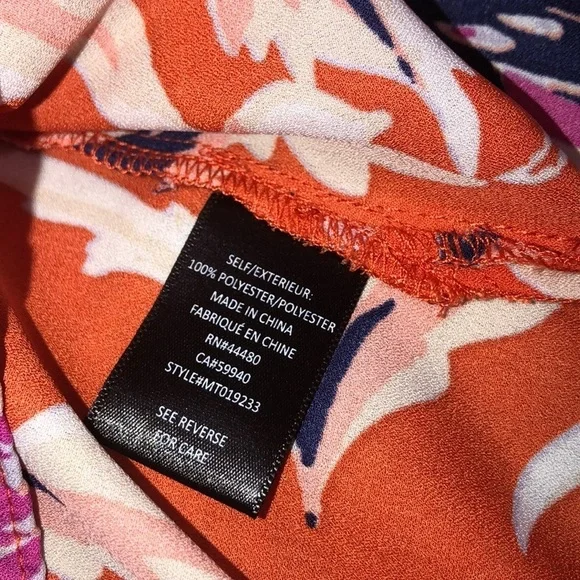 SELF/EXTERIEUR:
100% POLYESTER/POLYESTER
MADE IN CHINA
FABRIQUÉ EN CHINE
RN#44480
CA#59940
STYLE#MT019233
SEE REVERSE
FOR CARE